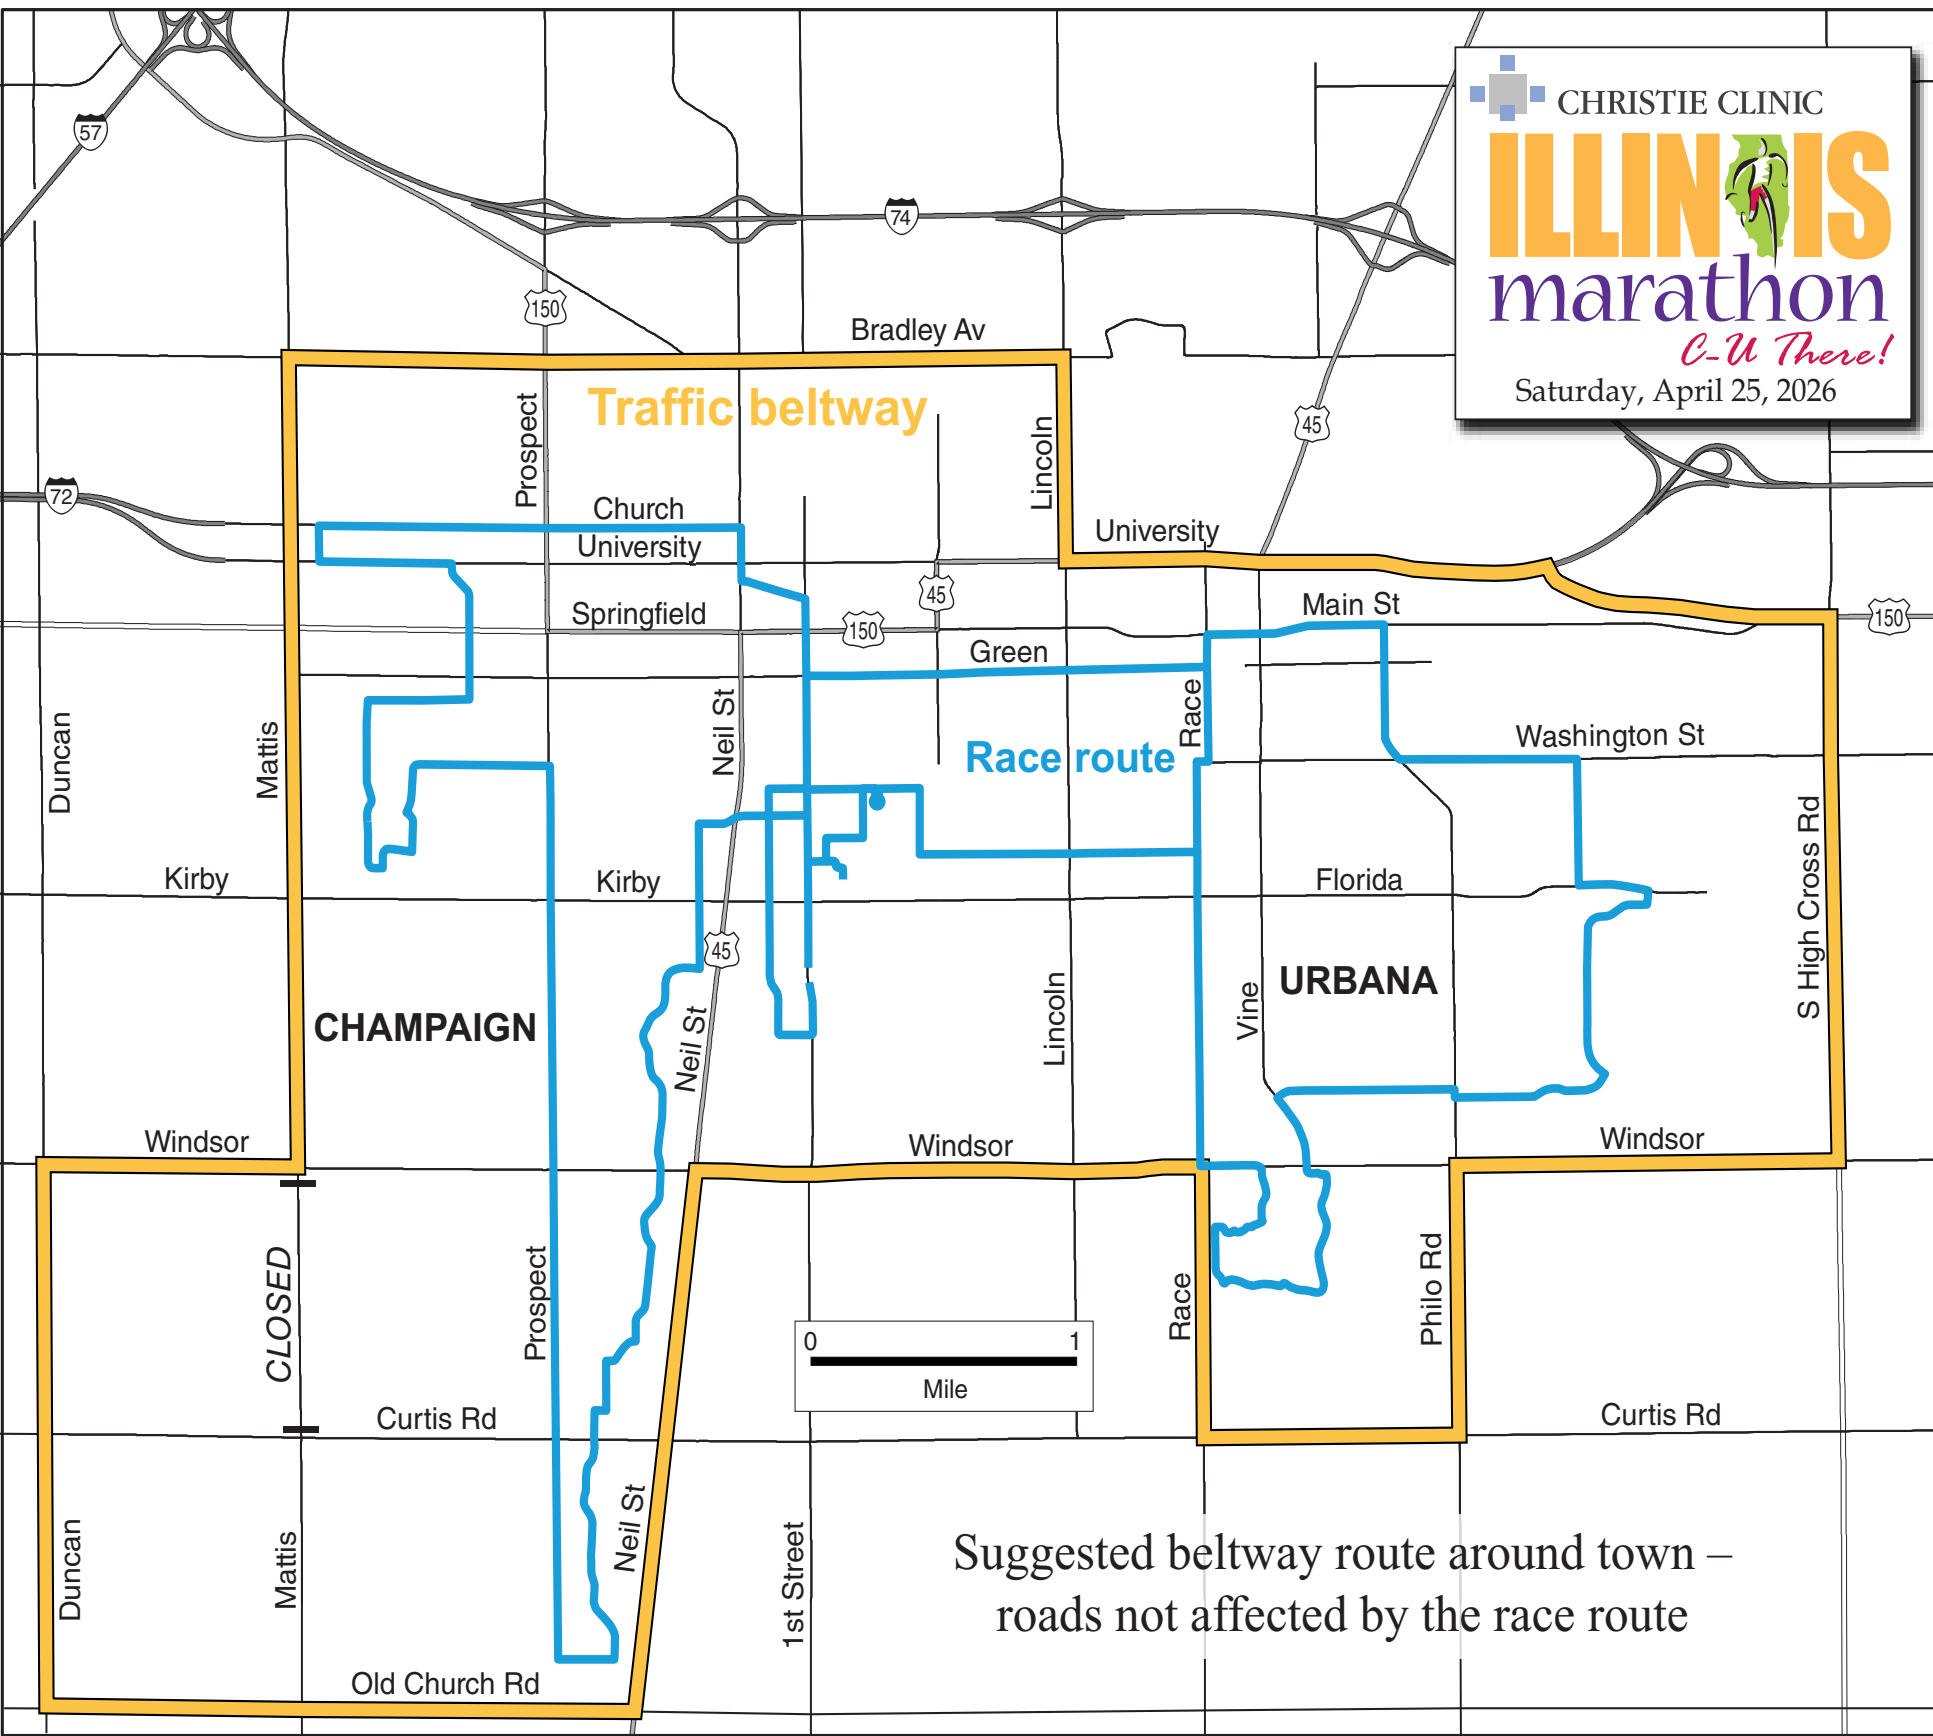 CHRISTIE CLINIC
ILLINOIS
marathon
C-U There!
Saturday, April 25, 2026
57
74
150
Bradley Av
Traffic beltway
Prospect
Lincoln
45
72
Church
University
University
45
Springfield
150
Main St
150
Green
Race
Neil St
Duncan
Mattis
Washington St
Race route
Kirby
Kirby
Florida
S High Cross Rd
45
URBANA
CHAMPAIGN
Vine
Lincoln
Neil St
Windsor
Windsor
Windsor
CLOSED
Prospect
Race
Philo Rd
0 1
Mile
Curtis Rd
Curtis Rd
Neil St
Duncan
Mattis
1st Street
Suggested beltway route around town –
roads not affected by the race route
Old Church Rd